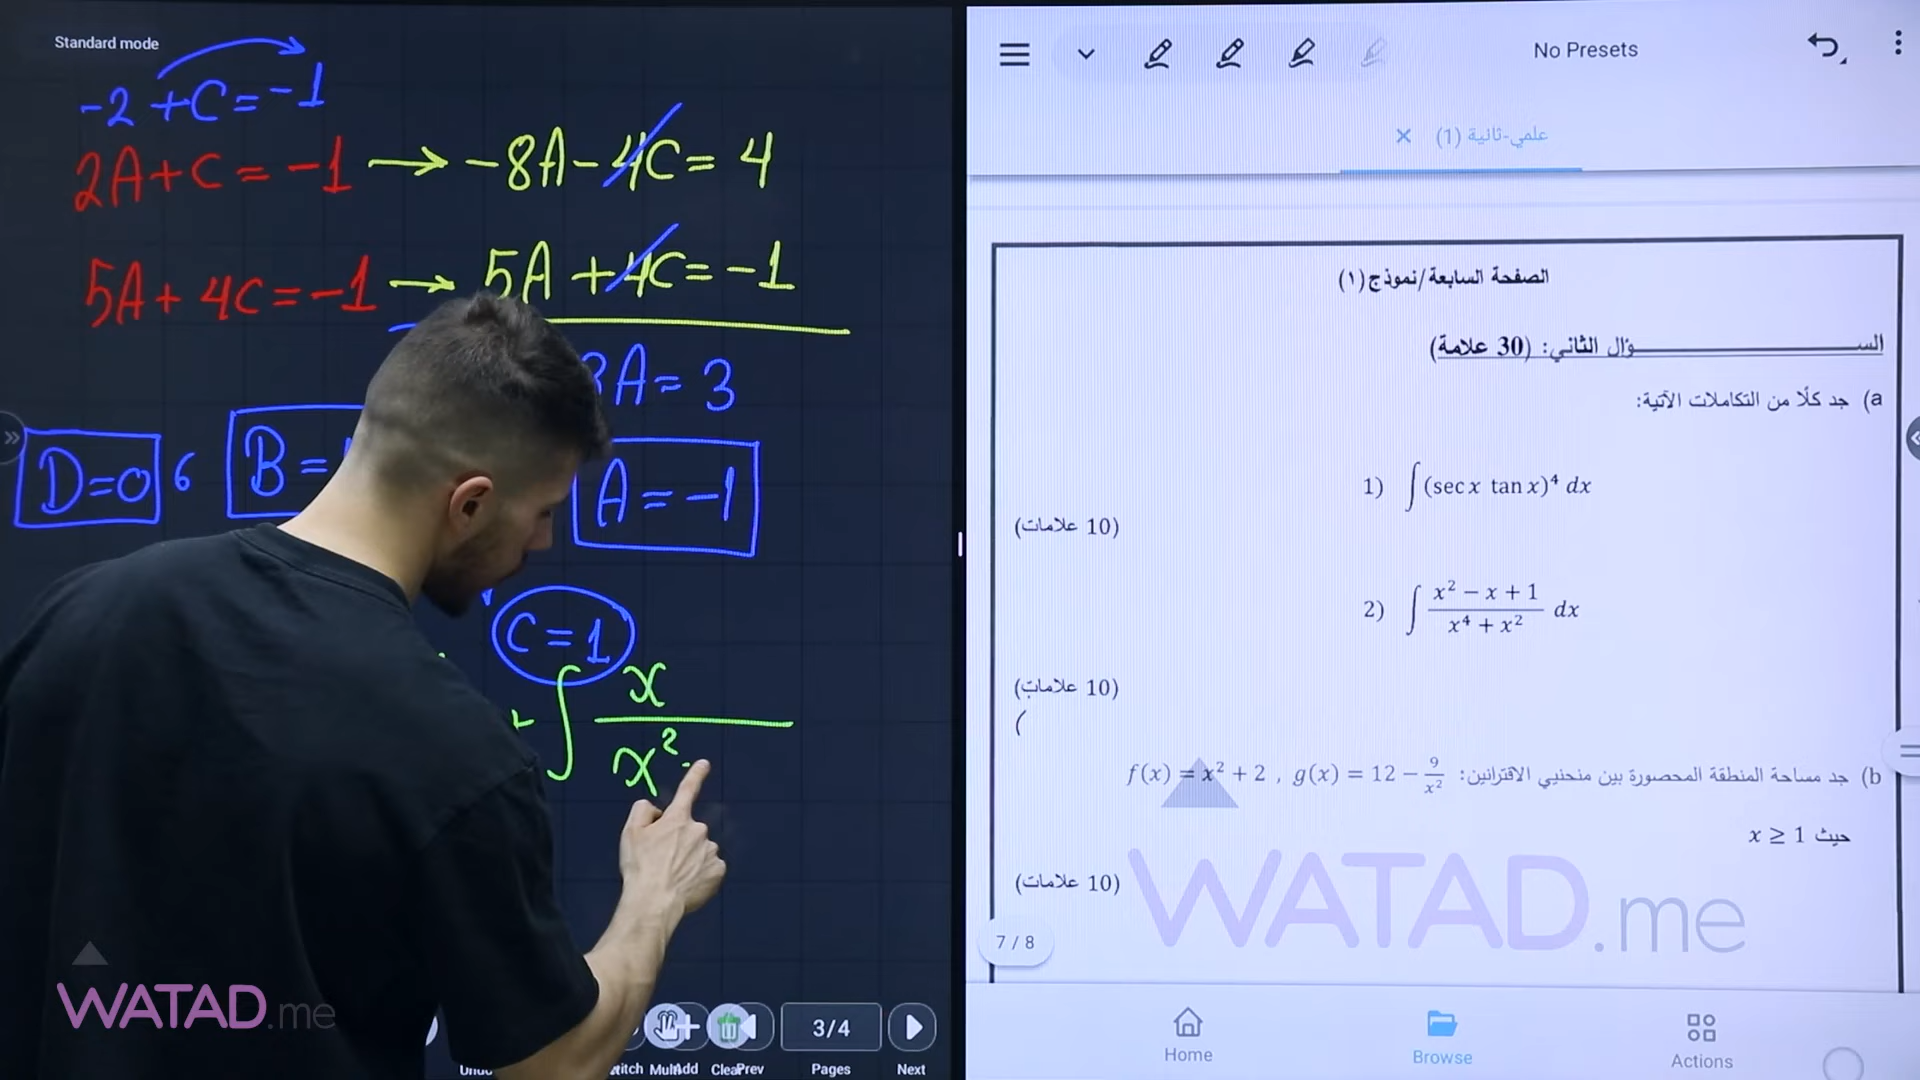 Standard mode
-2 + C = -1
2A + C = -1 → -8A - 4C = 4
5A + 4C = -1 → 5A + 4C = -1
A = 3
D = 0 6
B =
A = -1
C = 1
+ ∫ x / x²
WATAD.me
Multi
Add
Clear
Prev
3/4
Pages
Next
No Presets
علمي-ثانية (1) ×
الصفحة السابعة/نموذج(١)
الســـــــؤال الثاني: (30 علامة)
a) جد كلًا من التكاملات الآتية:
1) ∫ (sec x tan x)⁴ dx
(10 علامات)
2) ∫ (x² − x + 1)/(x⁴ + x²) dx
(10 علامات)
(
b) جد مساحة المنطقة المحصورة بين منحنيي الاقترانين: f(x) = x² + 2 , g(x) = 12 − 9/x²
حيث x ≥ 1
(10 علامات)
WATAD.me
7 / 8
Home
Browse
Actions